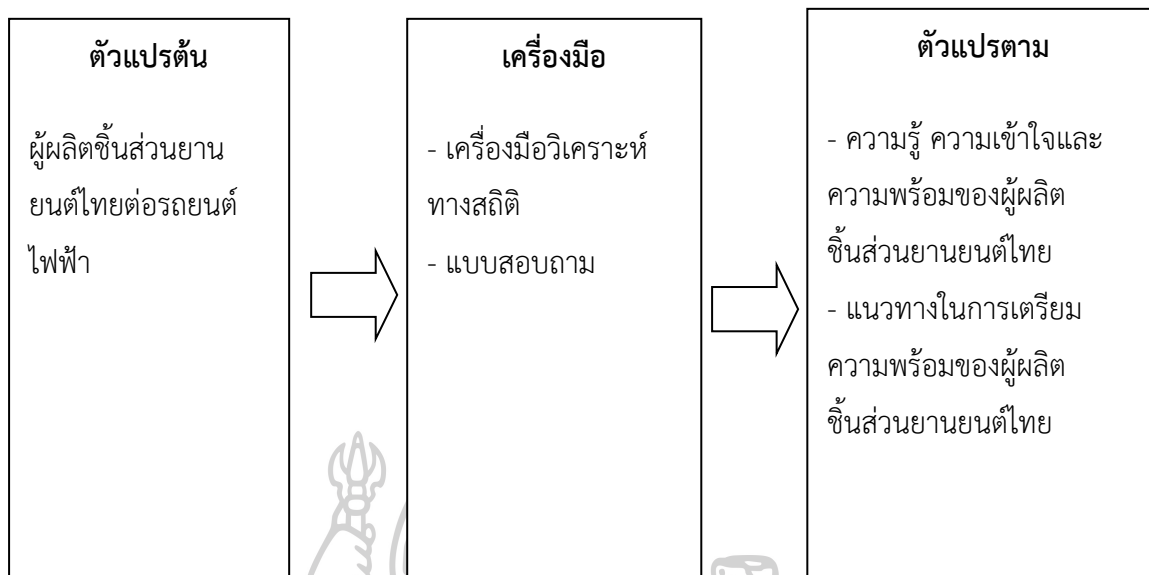 ตัวแปรต้น
ผู้ผลิตชิ้นส่วนยาน
ยนต์ไทยต่อรถยนต์
ไฟฟ้า
เครื่องมือ
- เครื่องมือวิเคราะห์
ทางสถิติ
- แบบสอบถาม
ตัวแปรตาม
- ความรู้ ความเข้าใจและ
ความพร้อมของผู้ผลิต
ชิ้นส่วนยานยนต์ไทย
- แนวทางในการเตรียม
ความพร้อมของผู้ผลิต
ชิ้นส่วนยานยนต์ไทย